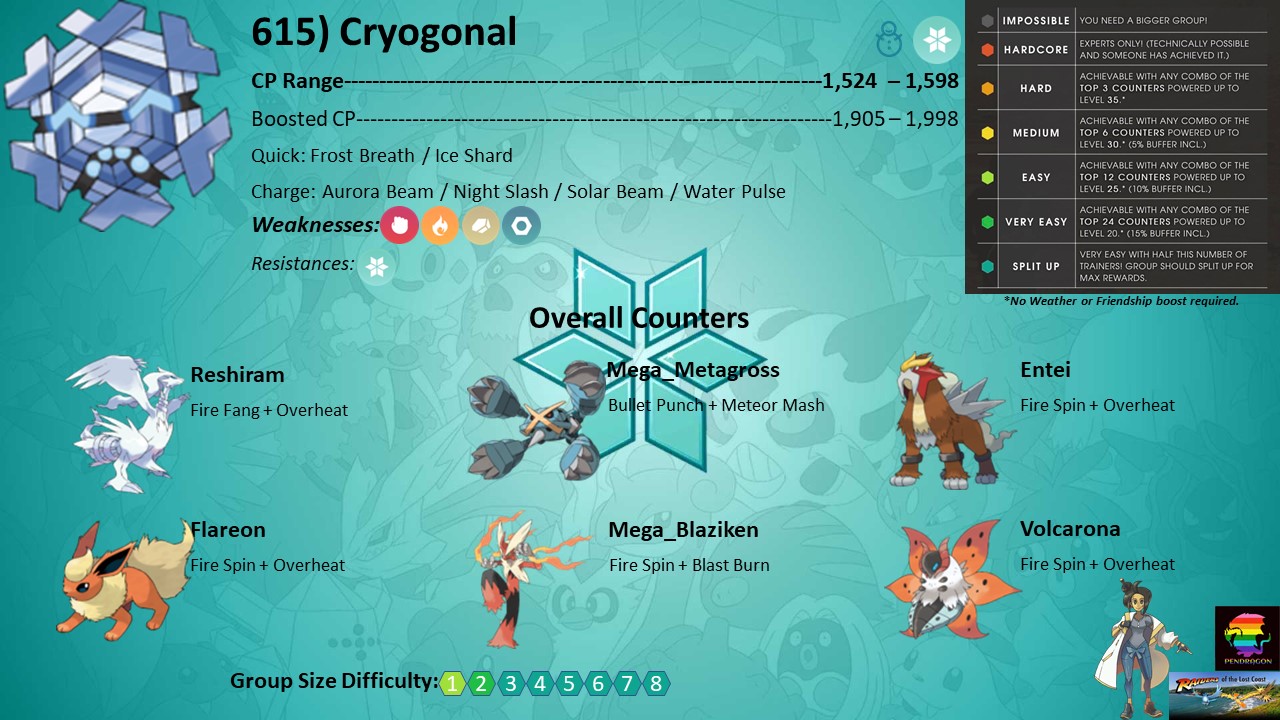 615) Cryogonal
CP Range----------------------------------------------------------------------1,524 – 1,598
Boosted CP----------------------------------------------------------------------1,905 – 1,998
Quick: Frost Breath / Ice Shard
Charge: Aurora Beam / Night Slash / Solar Beam / Water Pulse
Weaknesses:
Resistances:
IMPOSSIBLE YOU NEED A BIGGER GROUP!
HARDCORE EXPERTS ONLY! (TECHNICALLY POSSIBLE
AND SOMEONE HAS ACHIEVED IT.)
HARD ACHIEVABLE WITH ANY COMBO OF THE
TOP 3 COUNTERS POWERED UP TO
LEVEL 35.*
MEDIUM ACHIEVABLE WITH ANY COMBO OF THE
TOP 6 COUNTERS POWERED UP TO
LEVEL 30.* (5% BUFFER INCL.)
EASY ACHIEVABLE WITH ANY COMBO OF THE
TOP 12 COUNTERS POWERED UP TO
LEVEL 25.* (10% BUFFER INCL.)
VERY EASY ACHIEVABLE WITH ANY COMBO OF THE
TOP 24 COUNTERS POWERED UP TO
LEVEL 20.* (15% BUFFER INCL.)
SPLIT UP VERY EASY WITH HALF THIS NUMBER OF
TRAINERS! GROUP SHOULD SPLIT UP FOR
MAX REWARDS.
*No Weather or Friendship boost required.
Overall Counters
Reshiram
Fire Fang + Overheat
Mega_Metagross
Bullet Punch + Meteor Mash
Entei
Fire Spin + Overheat
Flareon
Fire Spin + Overheat
Mega_Blaziken
Fire Spin + Blast Burn
Volcarona
Fire Spin + Overheat
Group Size Difficulty: 1 2 3 4 5 6 7 8
PENDRAGON
RAIDERS of the Lost Coast